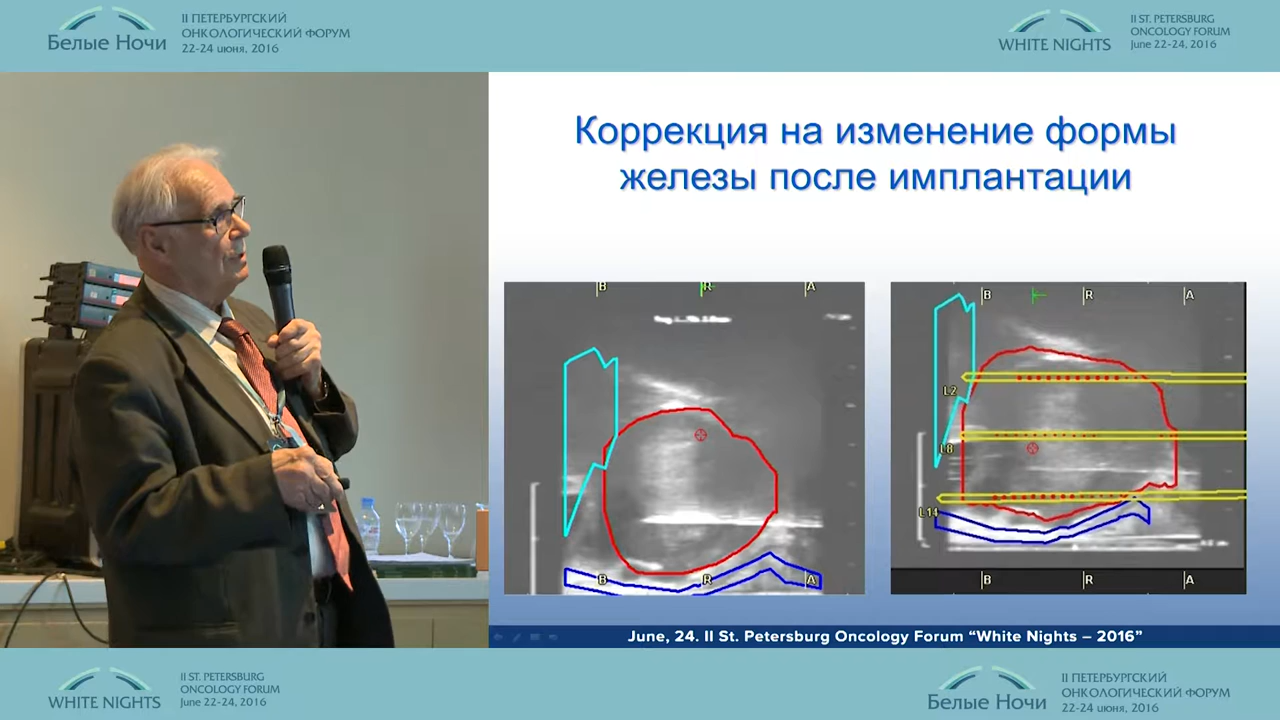 Белые Ночи
II ПЕТЕРБУРГСКИЙ
ОНКОЛОГИЧЕСКИЙ ФОРУМ
22-24 июня, 2016
WHITE NIGHTS
II ST. PETERSBURG
ONCOLOGY FORUM
June 22-24, 2016
Коррекция на изменение формы
железы после имплантации
B R A
B R A
B R A
L2
L8
L14
B R A
June, 24. II St. Petersburg Oncology Forum “White Nights – 2016”
WHITE NIGHTS
II ST. PETERSBURG
ONCOLOGY FORUM
June 22-24, 2016
Белые Ночи
II ПЕТЕРБУРГСКИЙ
ОНКОЛОГИЧЕСКИЙ ФОРУМ
22-24 июня, 2016